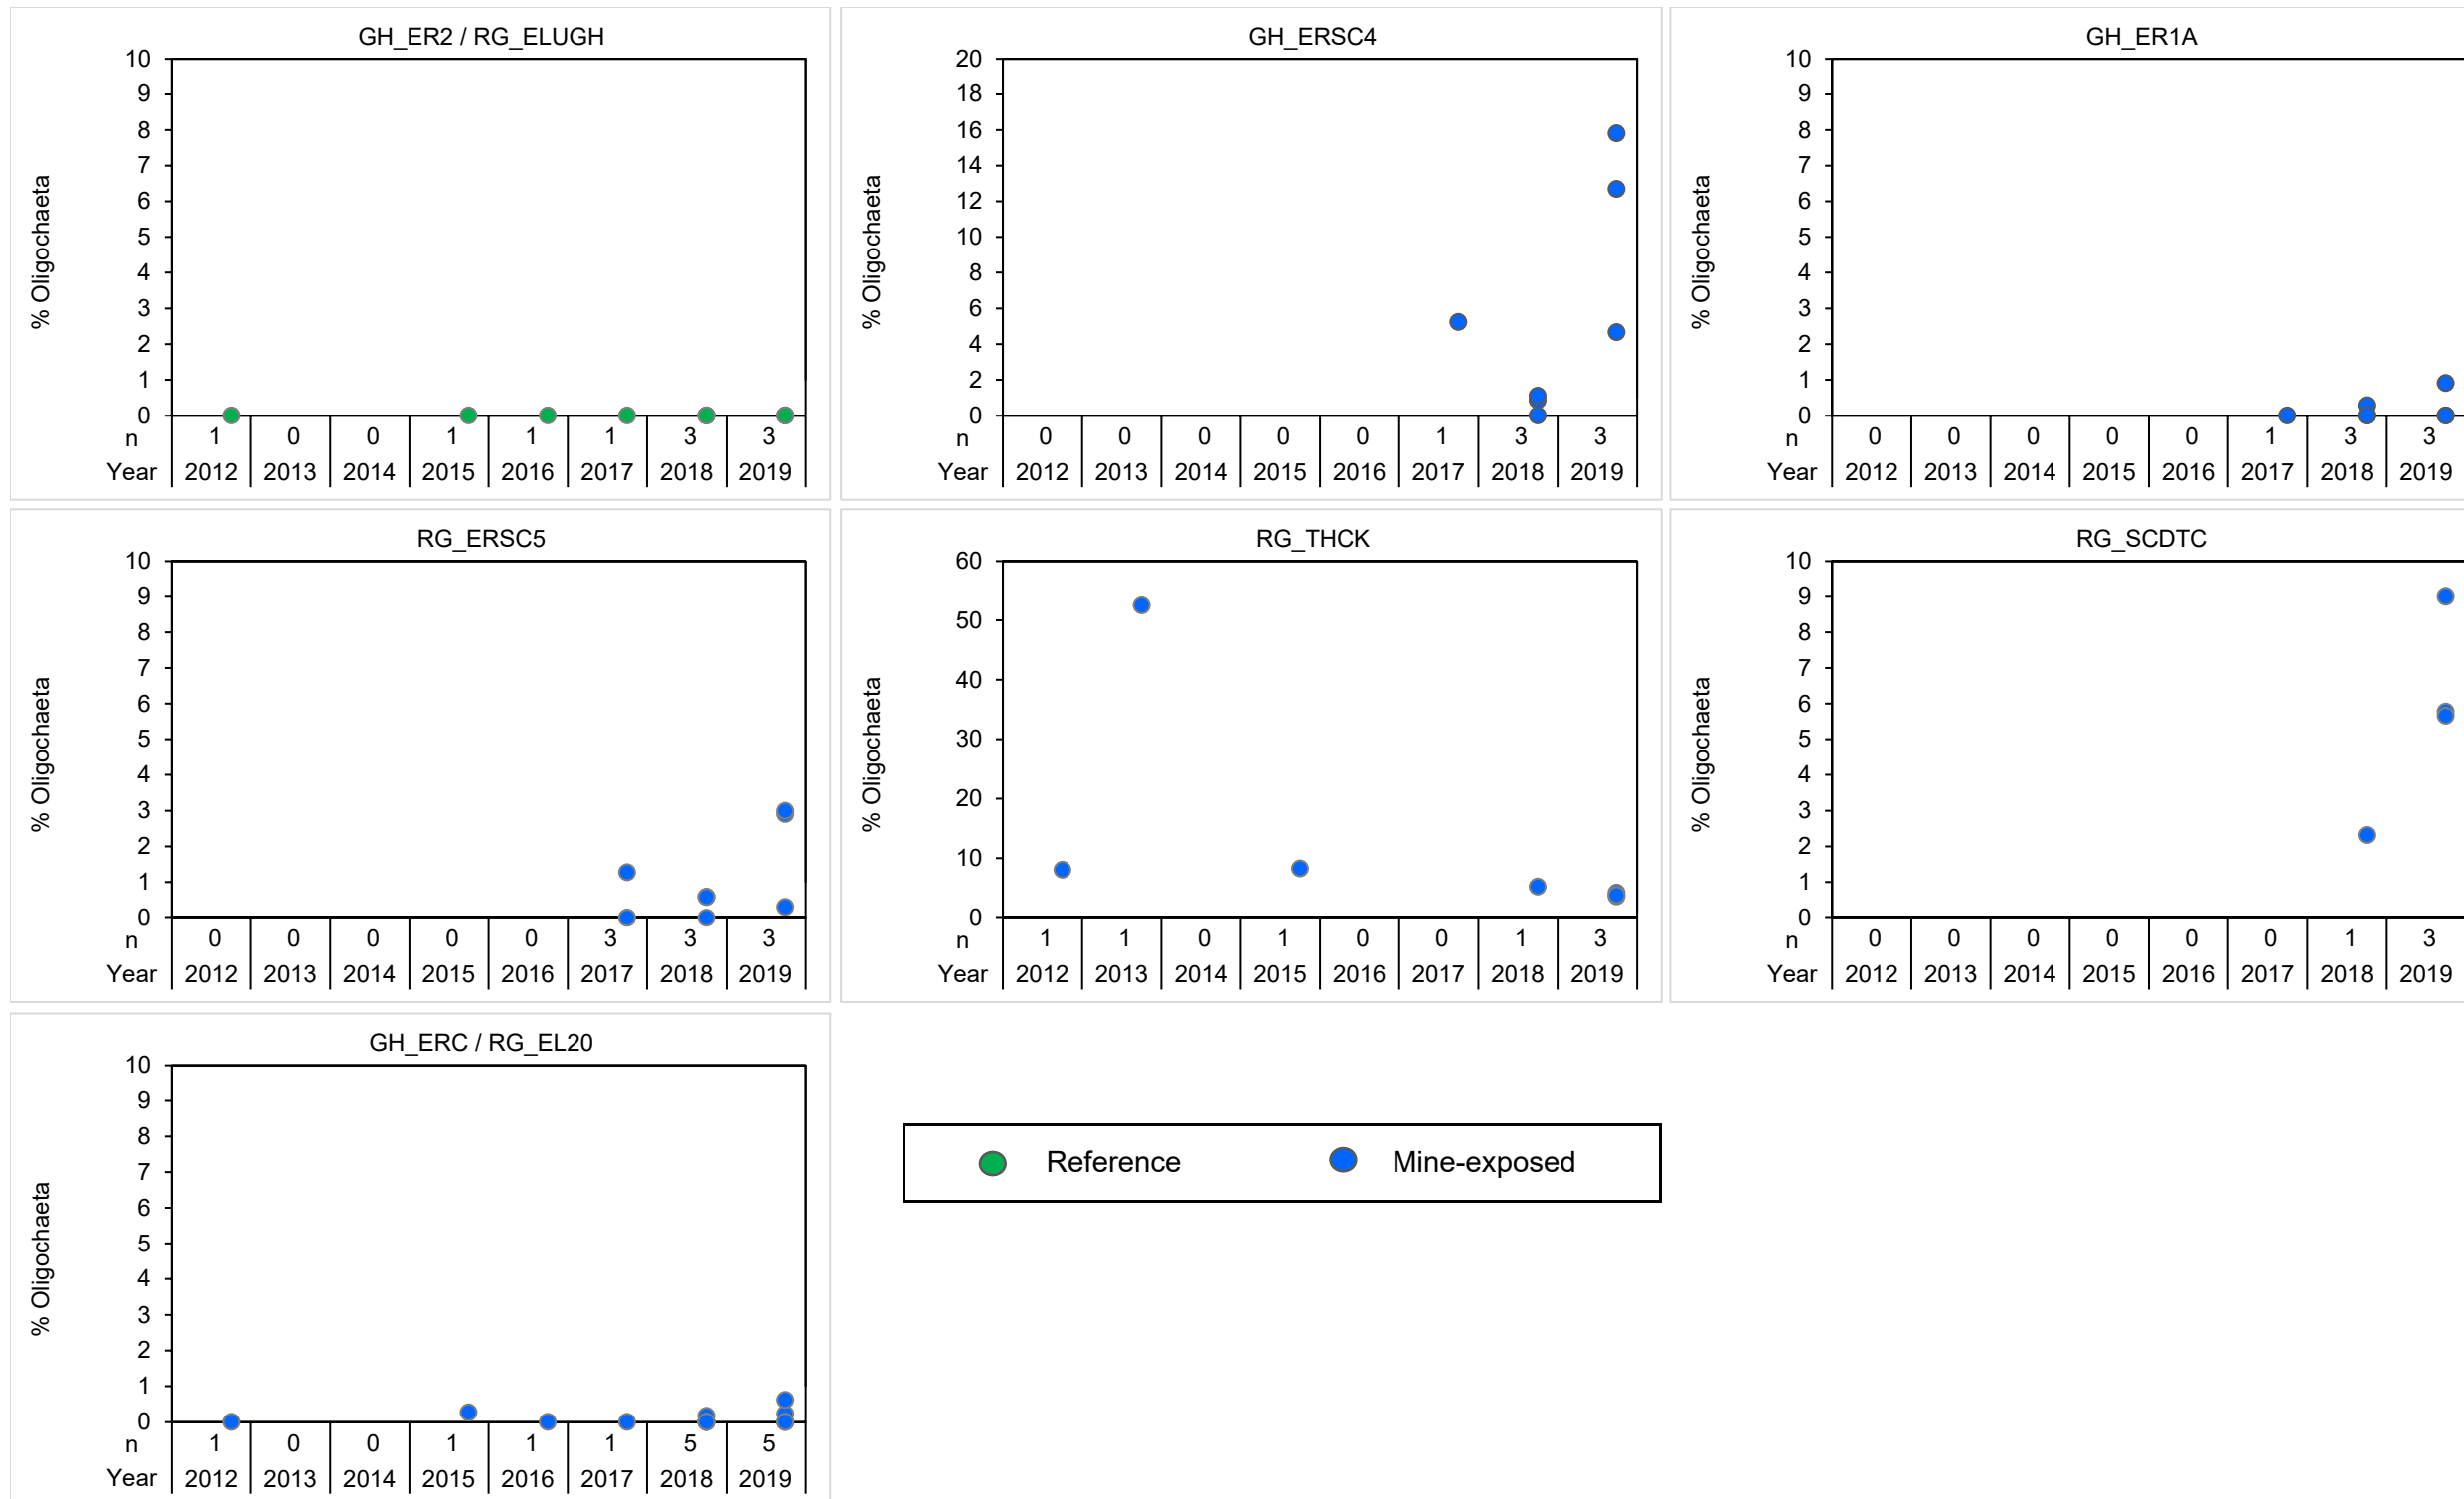 GH_ER2 / RG_ELUGH
% Oligochaeta
10
9
8
7
6
5
4
3
2
1
0
n 1 0 0 1 1 1 3 3
Year 2012 2013 2014 2015 2016 2017 2018 2019
GH_ERSC4
% Oligochaeta
20
18
16
14
12
10
8
6
4
2
0
n 0 0 0 0 0 1 3 3
Year 2012 2013 2014 2015 2016 2017 2018 2019
GH_ER1A
% Oligochaeta
10
9
8
7
6
5
4
3
2
1
0
n 0 0 0 0 0 1 3 3
Year 2012 2013 2014 2015 2016 2017 2018 2019
RG_ERSC5
% Oligochaeta
10
9
8
7
6
5
4
3
2
1
0
n 0 0 0 0 0 3 3 3
Year 2012 2013 2014 2015 2016 2017 2018 2019
RG_THCK
% Oligochaeta
60
50
40
30
20
10
0
n 1 1 0 1 0 0 1 3
Year 2012 2013 2014 2015 2016 2017 2018 2019
RG_SCDTC
% Oligochaeta
10
9
8
7
6
5
4
3
2
1
0
n 0 0 0 0 0 0 1 3
Year 2012 2013 2014 2015 2016 2017 2018 2019
GH_ERC / RG_EL20
% Oligochaeta
10
9
8
7
6
5
4
3
2
1
0
n 1 0 0 1 1 1 5 5
Year 2012 2013 2014 2015 2016 2017 2018 2019
Reference Mine-exposed